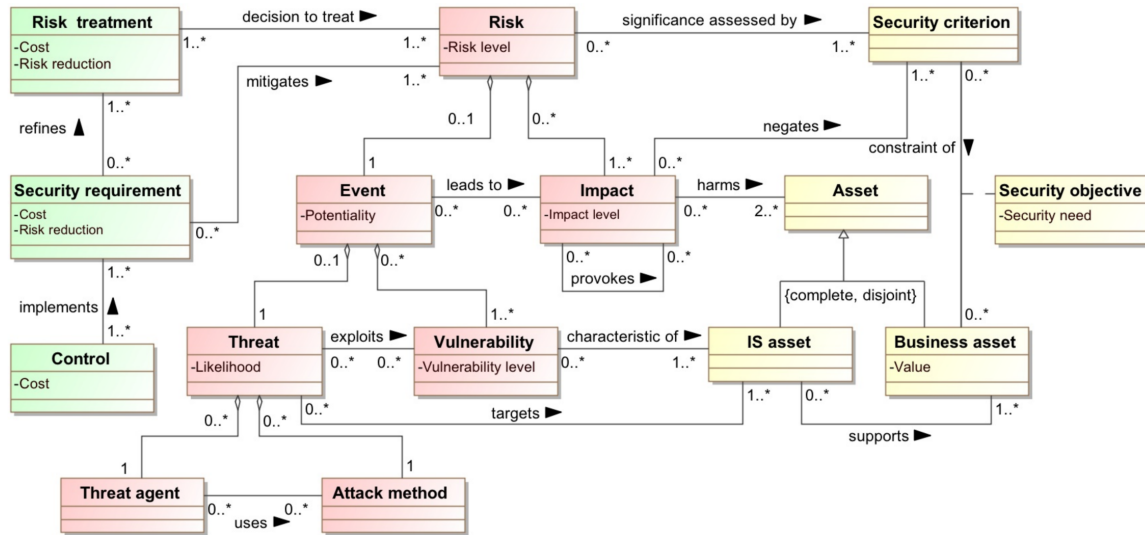 Risk treatment
-Cost
-Risk reduction
decision to treat
1..*
1..*
Risk
-Risk level
significance assessed by
0..*
1..*
Security criterion
mitigates
1..*
1..*
refines
0..*
0..1
0..*
negates
1..*
0..*
constraint of
Security requirement
-Cost
-Risk reduction
0..*
1
Event
-Potentiality
leads to
0..*
0..*
1..*
0..*
Impact
-Impact level
harms
0..*
2..*
Asset
Security objective
-Security need
1..*
0..1
0..*
0..*
provokes
0..*
implements
1..*
1
1..*
{complete, disjoint}
0..*
Control
-Cost
Threat
-Likelihood
exploits
0..*
0..*
Vulnerability
-Vulnerability level
characteristic of
0..*
1..*
IS asset
Business asset
-Value
0..*
0..*
0..*
targets
1..*
0..*
supports
1..*
1
1
Threat agent
0..*
uses
0..*
Attack method